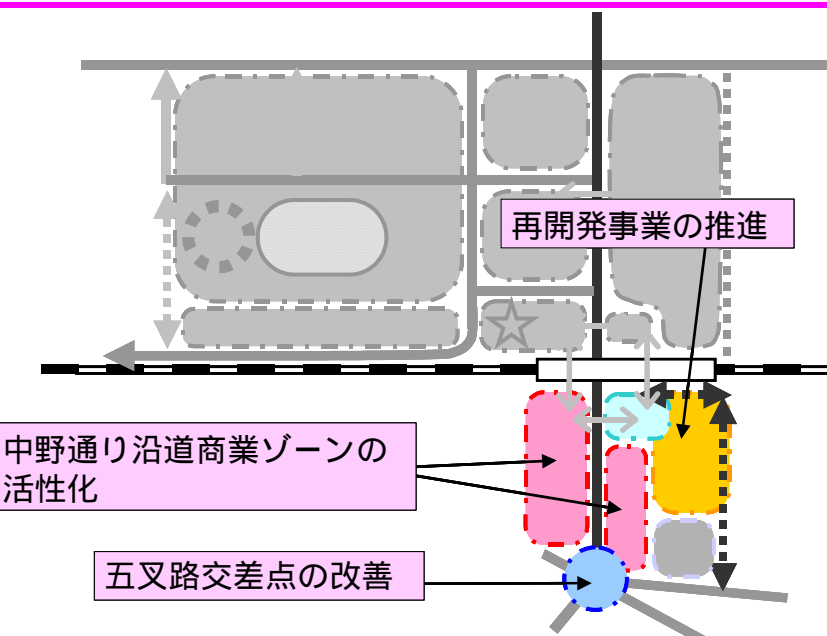 再開発事業の推進
中野通り沿道商業ゾーンの
活性化
五叉路交差点の改善